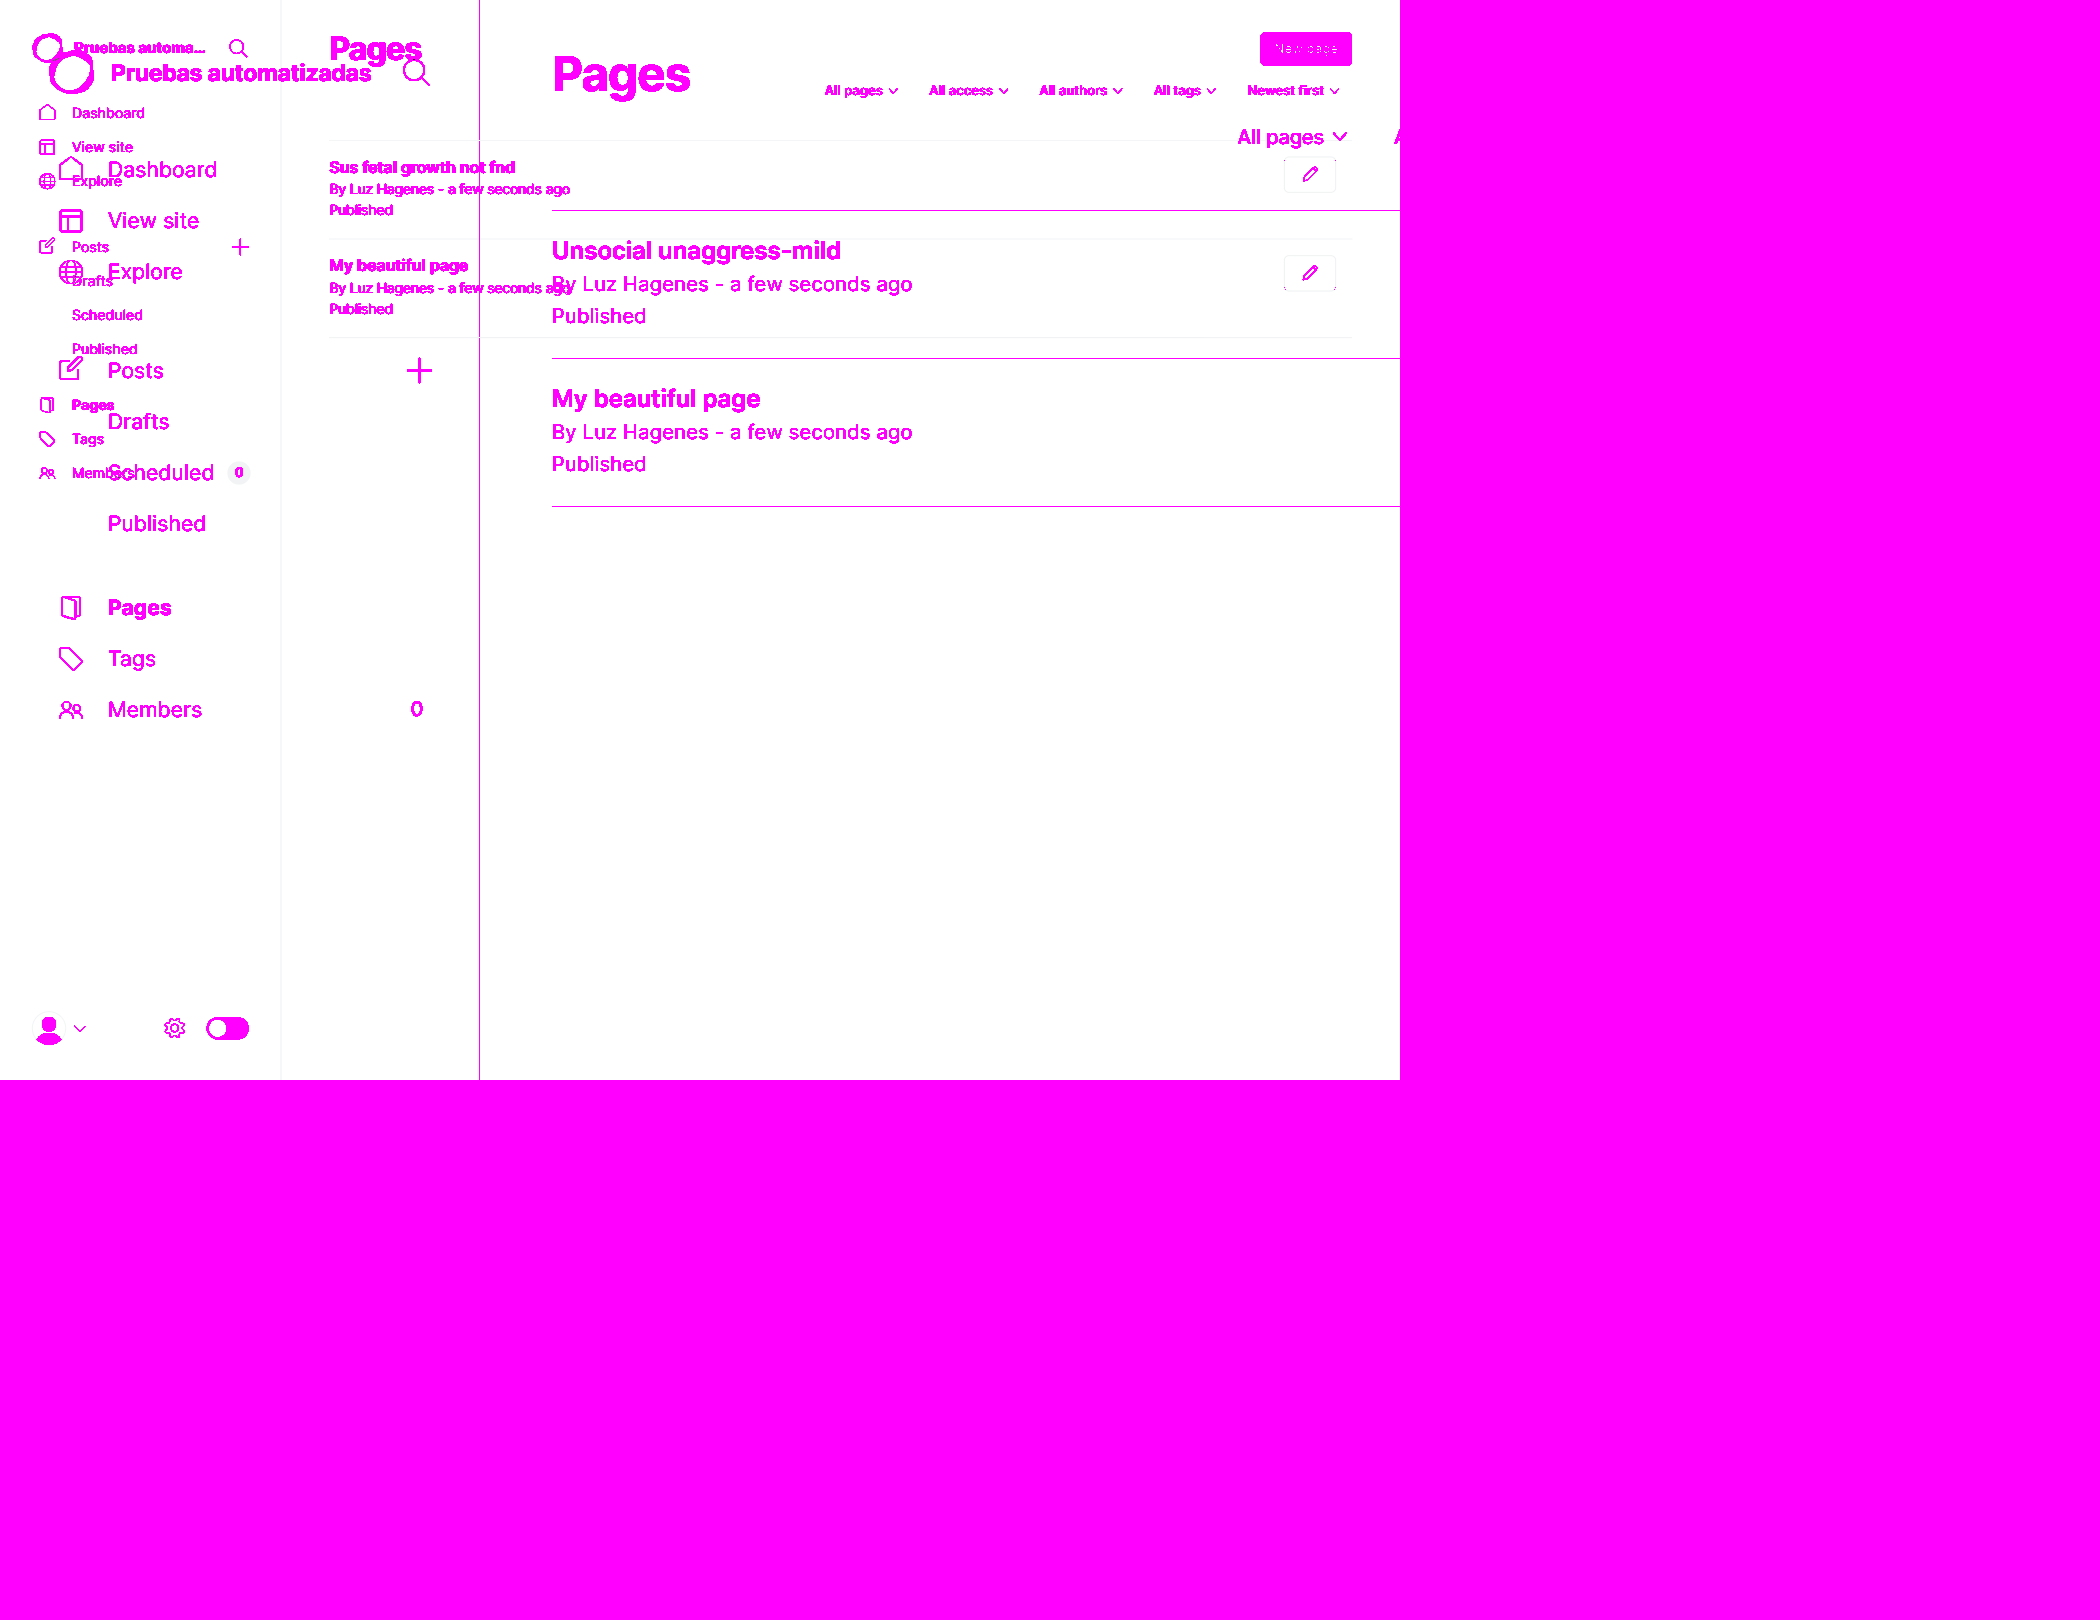 Pruebas automa...
Pages
New page
Pruebas automatizadas
Pages
All pages
All access
All authors
All tags
Newest first
Dashboard
All pages
View site
Dashboard
Sus fetal growth not fnd
Explore
By Luz Hagenes - a few seconds ago
Published
View site
Posts
Unsocial unaggress-mild
Explore
My beautiful page
Drafts
By Luz Hagenes - a few seconds ago
By Luz Hagenes - a few seconds ago
Published
Scheduled
Published
Published
Posts
My beautiful page
Pages
Drafts
By Luz Hagenes - a few seconds ago
Tags
Published
Members 0
Scheduled
Published
Pages
Tags
Members 0